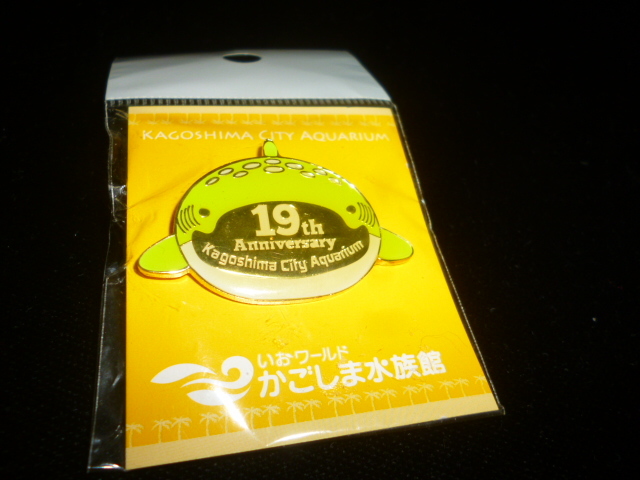 KAGOSHIMA CITY AQUARIUM
19th
Anniversary
Kagoshima City Aquarium
いおワールド
かごしま水族館